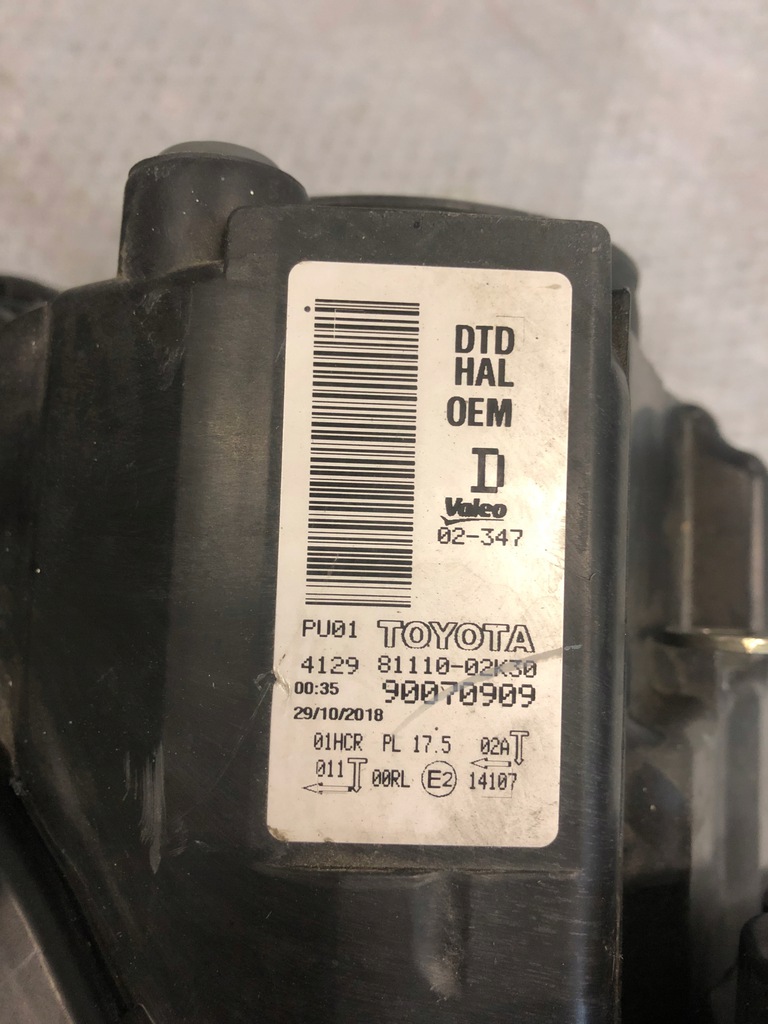 DTD
HAL
OEM
D
Valeo
02-347
PU01 TOYOTA
4129 81110-02K30
00:35 90070909
29/10/2018
01HCR PL 17.5 02A
011 00RL E2 14107